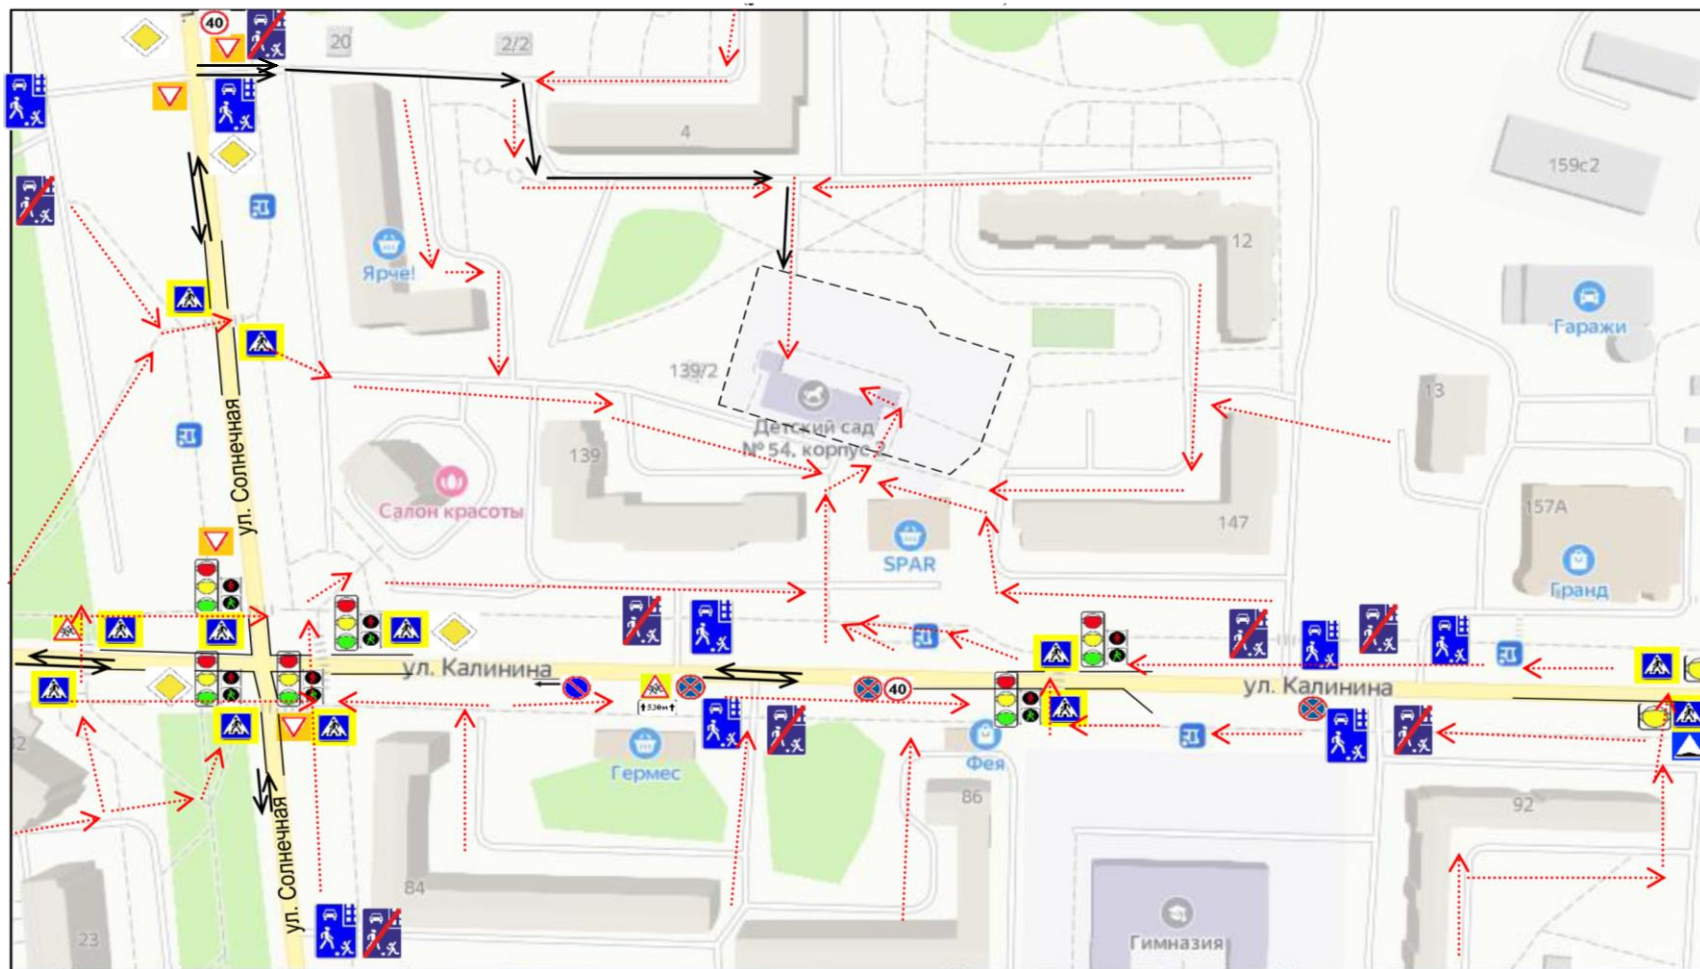 40
20
2/2
4
159с2
12
Ярче!
Гаражи
139/2
13
ул. Солнечная
Детский сад
№ 54, корпус 2
139
Салон красоты
147
157А
SPAR
Гранд
ул. Калинина
40
ул. Калинина
↑530м↑
Гермес
Фея
86
92
ул. Солнечная
84
23
Гимназия